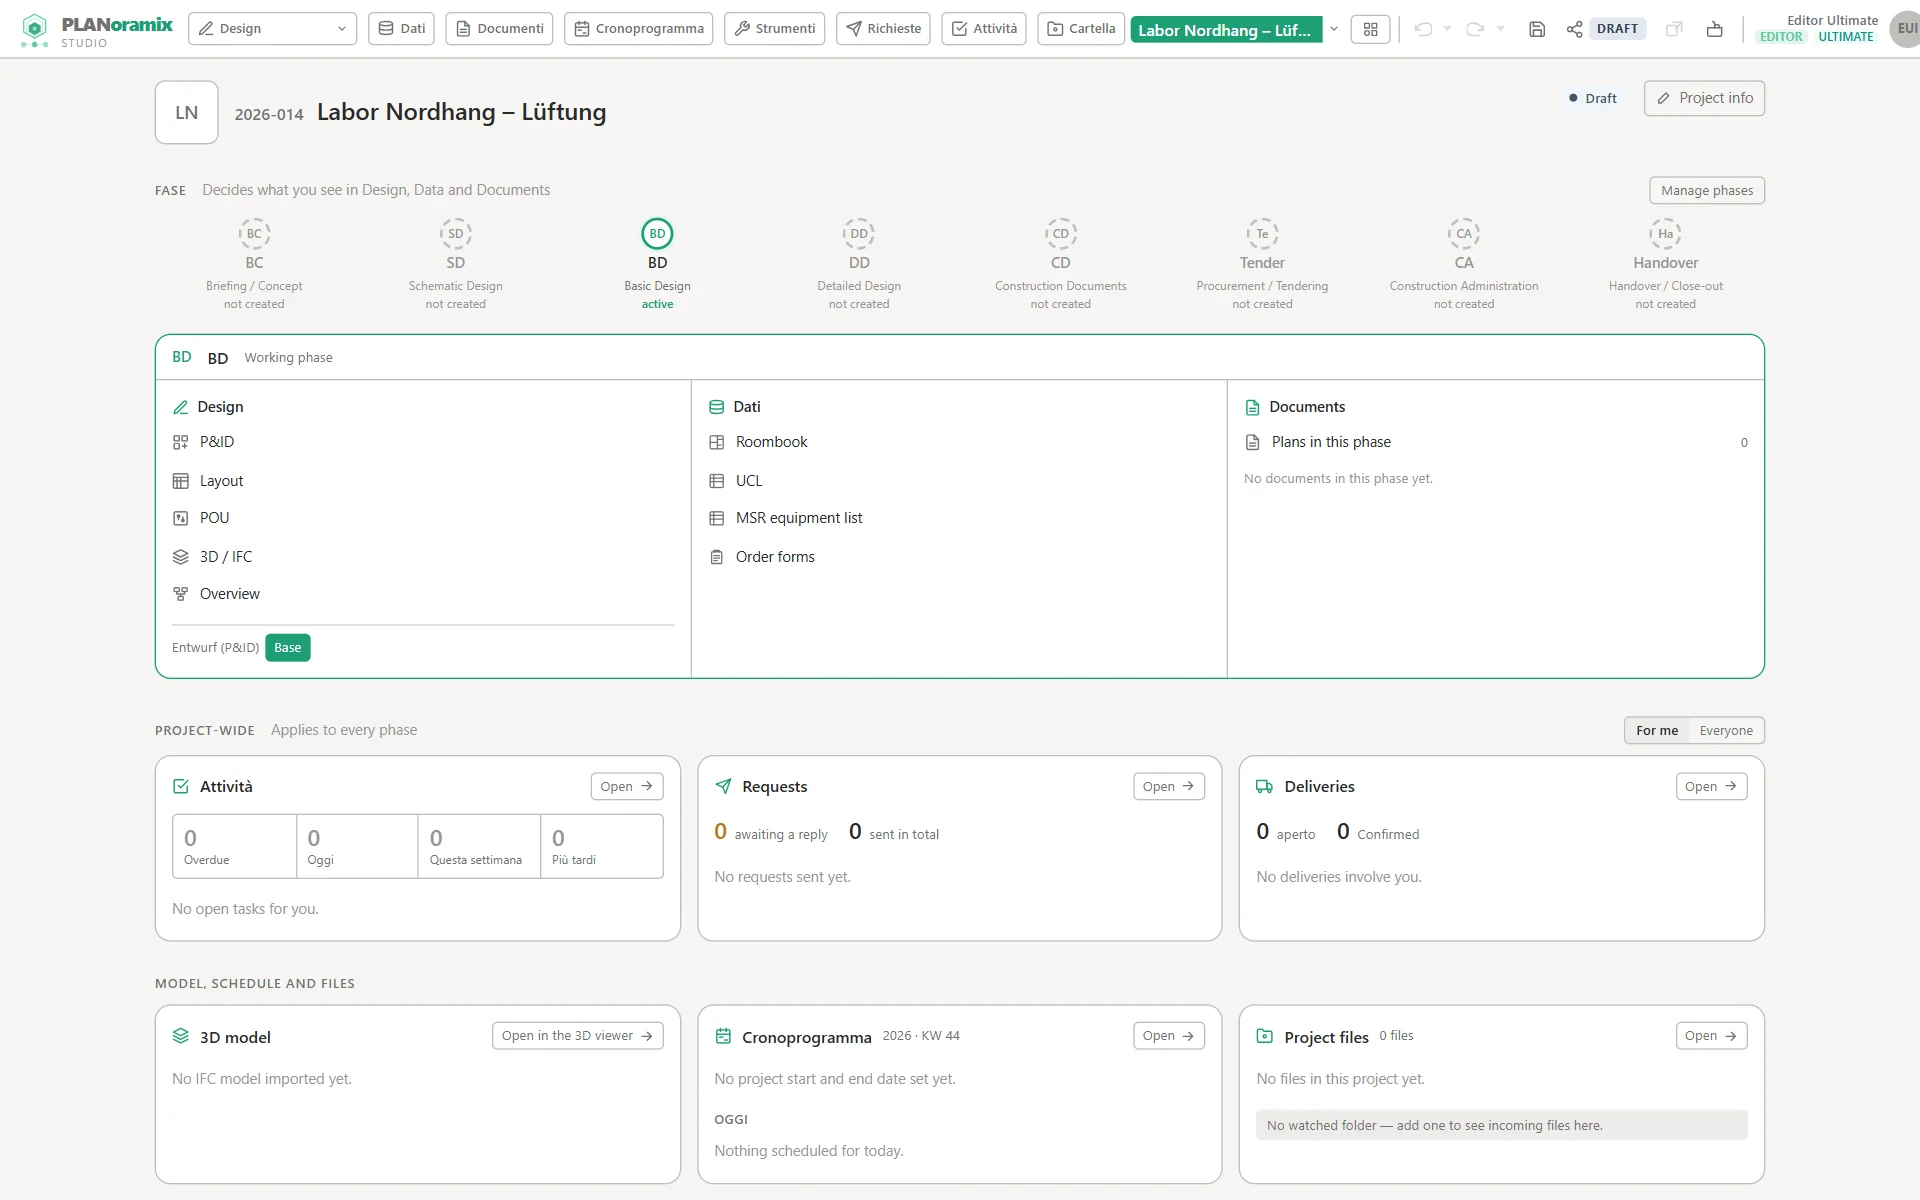 PLANoramix
STUDIO
Design
Dati
Documenti
Cronoprogramma
Strumenti
Richieste
Attività
Cartella
Labor Nordhang – Lüf...
DRAFT
Editor Ultimate
EDITOR ULTIMATE
EUI
LN
2026-014 Labor Nordhang – Lüftung
Draft
Project info
FASE Decides what you see in Design, Data and Documents
Manage phases
BC
SD
BD
DD
CD
Te
CA
Ha
BC
SD
BD
DD
CD
Tender
CA
Handover
Briefing / Concept
Schematic Design
Basic Design
Detailed Design
Construction Documents
Procurement / Tendering
Construction Administration
Handover / Close-out
not created
not created
active
not created
not created
not created
not created
not created
BD BD Working phase
Design
P&ID
Layout
POU
3D / IFC
Overview
Entwurf (P&ID) Base
Dati
Roombook
UCL
MSR equipment list
Order forms
Documents
Plans in this phase 0
No documents in this phase yet.
PROJECT-WIDE Applies to every phase
For me Everyone
Attività
Open
0
Overdue
0
Oggi
0
Questa settimana
0
Più tardi
No open tasks for you.
Requests
Open
0 awaiting a reply 0 sent in total
No requests sent yet.
Deliveries
Open
0 aperto 0 Confirmed
No deliveries involve you.
MODEL, SCHEDULE AND FILES
3D model
Open in the 3D viewer
No IFC model imported yet.
Cronoprogramma 2026 · KW 44
Open
No project start and end date set yet.
OGGI
Nothing scheduled for today.
Project files 0 files
Open
No files in this project yet.
No watched folder — add one to see incoming files here.